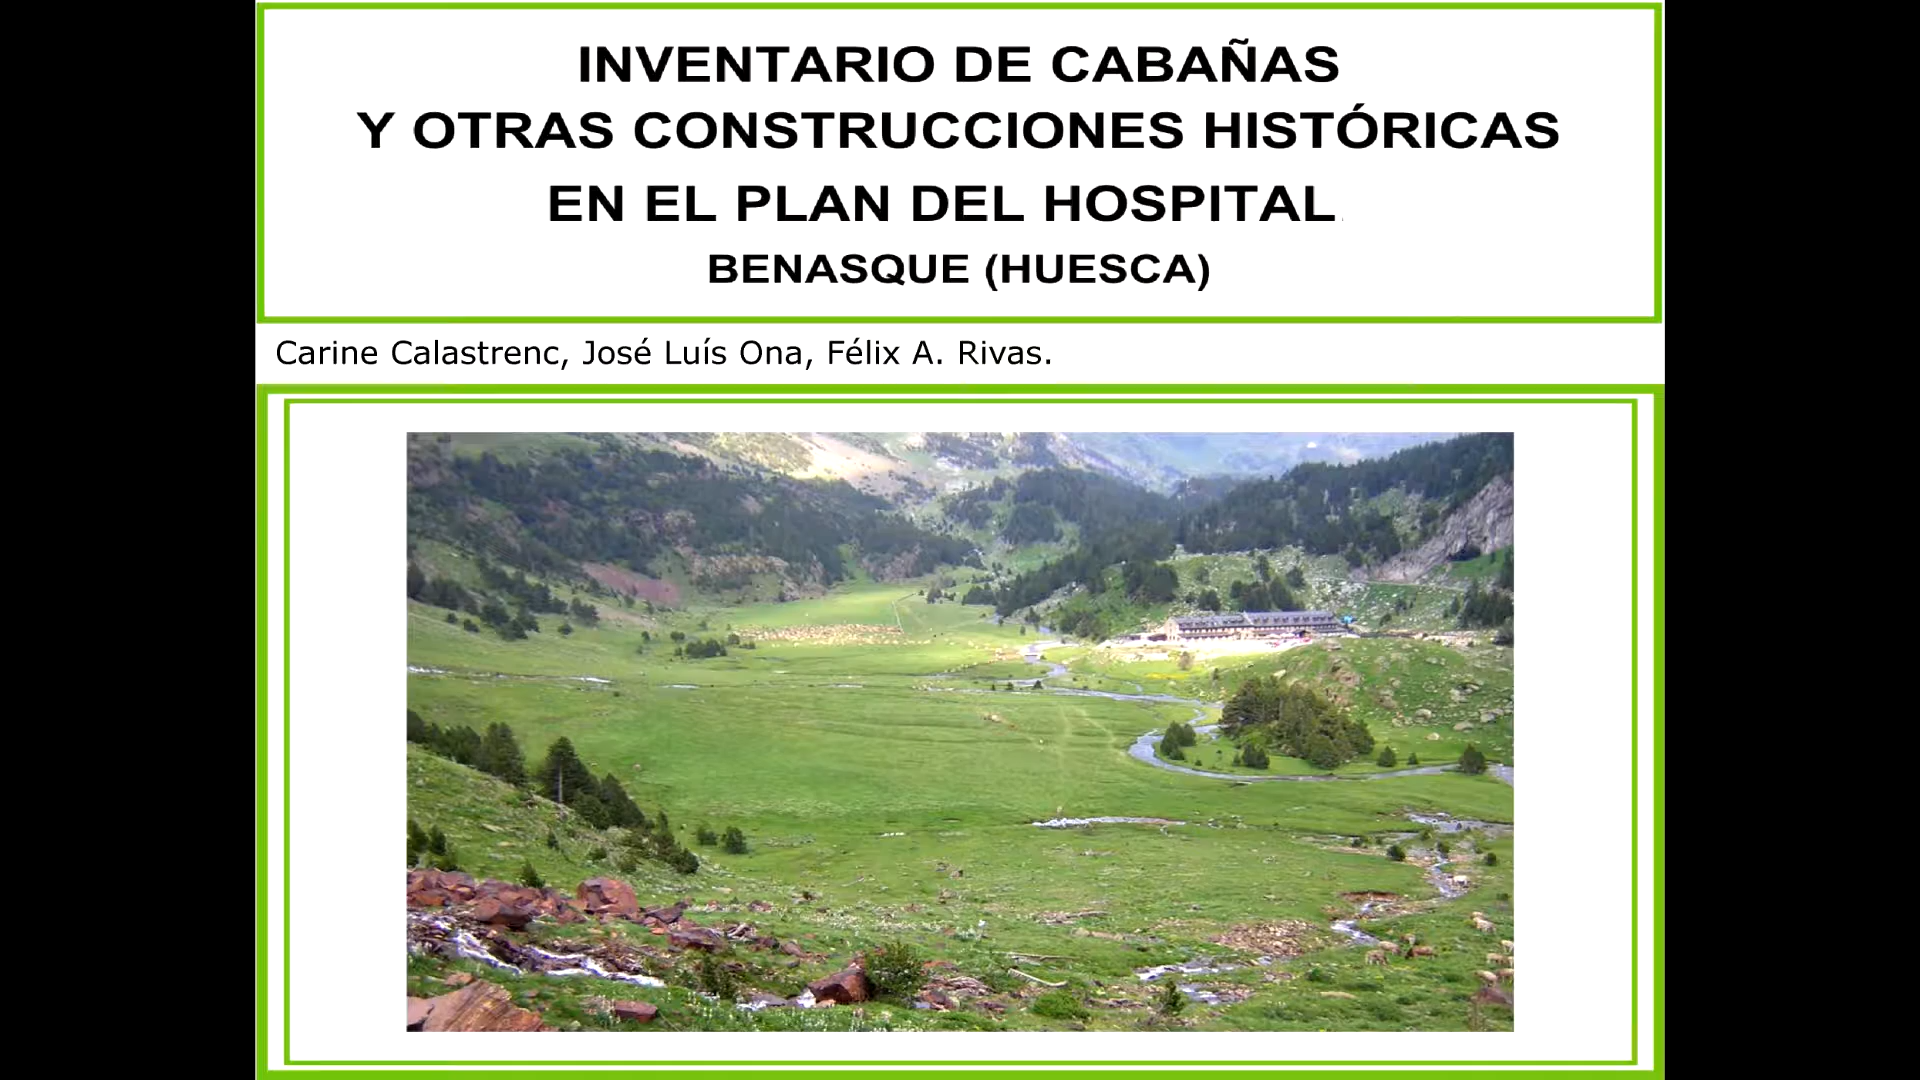 INVENTARIO DE CABAÑAS
Y OTRAS CONSTRUCCIONES HISTÓRICAS
EN EL PLAN DEL HOSPITAL
BENASQUE (HUESCA)
Carine Calastrenc, José Luís Ona, Félix A. Rivas.